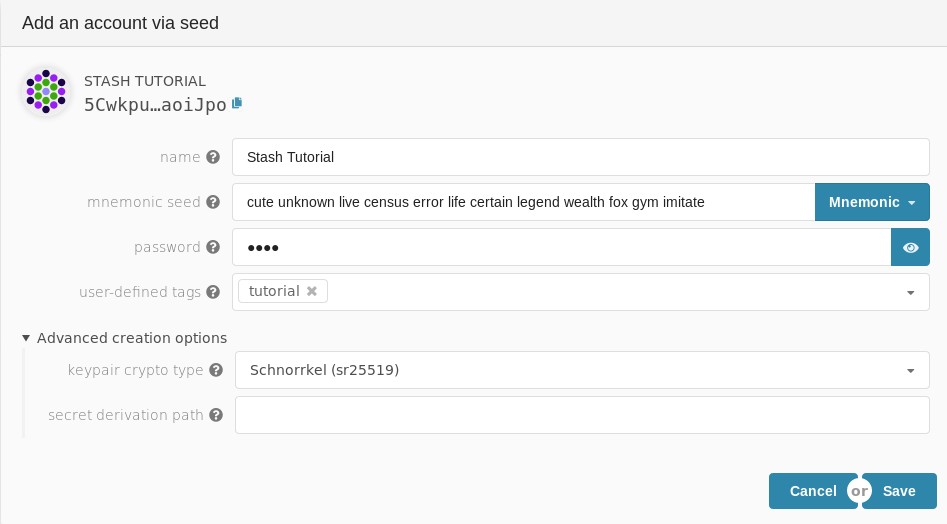 Add an account via seed
STASH TUTORIAL
5Cwkpu…aoiJpo
name
Stash Tutorial
mnemonic seed
cute unknown live census error life certain legend wealth fox gym imitate
Mnemonic
password
••••
user-defined tags
tutorial
Advanced creation options
keypair crypto type
Schnorrkel (sr25519)
secret derivation path
Cancel or Save